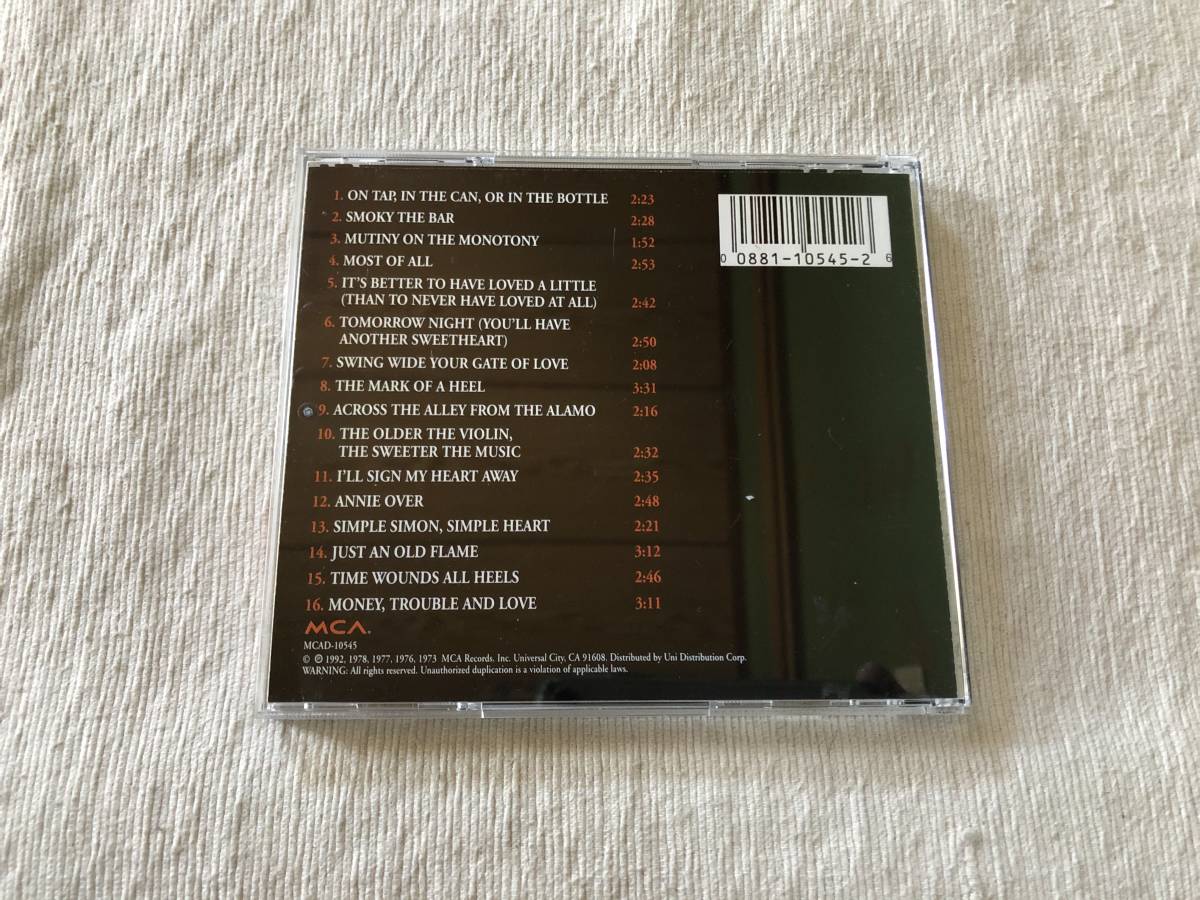 1. ON TAP, IN THE CAN, OR IN THE BOTTLE 2:23
2. SMOKY THE BAR 2:28
3. MUTINY ON THE MONOTONY 1:52
4. MOST OF ALL 2:53
5. IT'S BETTER TO HAVE LOVED A LITTLE
(THAN TO NEVER HAVE LOVED AT ALL) 2:42
6. TOMORROW NIGHT (YOU'LL HAVE
ANOTHER SWEETHEART) 2:50
7. SWING WIDE YOUR GATE OF LOVE 2:08
8. THE MARK OF A HEEL 3:31
9. ACROSS THE ALLEY FROM THE ALAMO 2:16
10. THE OLDER THE VIOLIN,
THE SWEETER THE MUSIC 2:32
11. I'LL SIGN MY HEART AWAY 2:35
12. ANNIE OVER 2:48
13. SIMPLE SIMON, SIMPLE HEART 2:21
14. JUST AN OLD FLAME 3:12
15. TIME WOUNDS ALL HEELS 2:46
16. MONEY, TROUBLE AND LOVE 3:11
MCA.
MCAD-10545
© ℗ 1992, 1978, 1977, 1976, 1973 MCA Records, Inc. Universal City, CA 91608. Distributed by Uni Distribution Corp.
WARNING: All rights reserved. Unauthorized duplication is a violation of applicable laws.
0 0881-10545-2 6